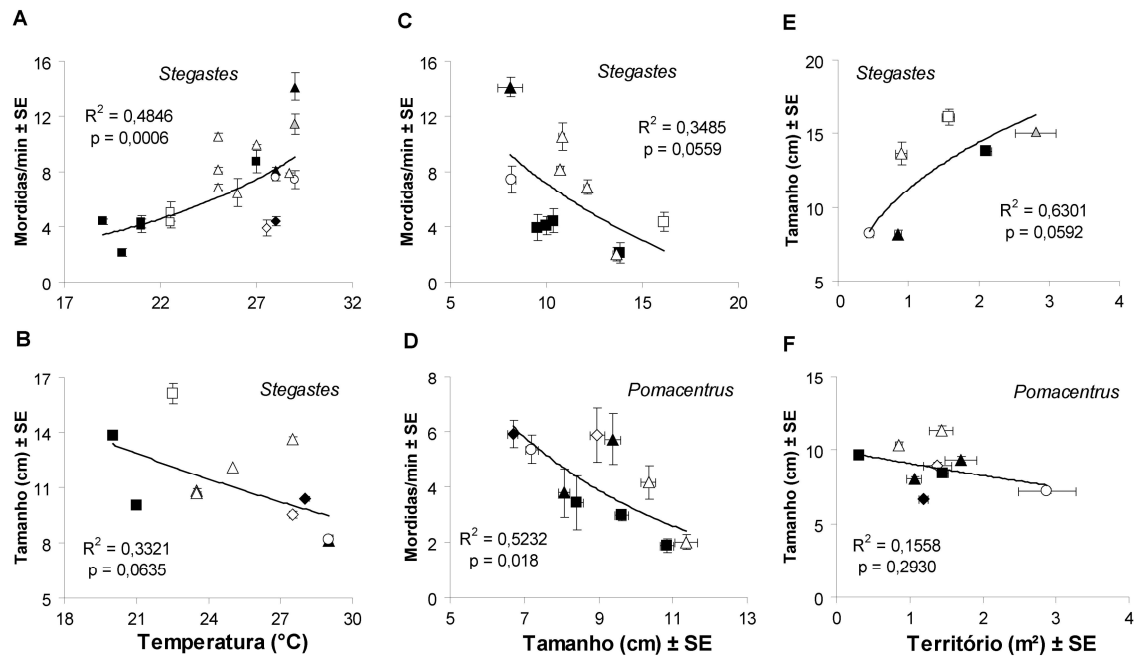 A
Mordidas/min ± SE
16
12
8
4
0
Stegastes
R² = 0,4846
p = 0,0006
17 22 27 32
B
Tamanho (cm) ± SE
17
14
11
8
5
Stegastes
R² = 0,3321
p = 0,0635
18 21 24 28
Temperatura (°C)
C
Mordidas/min ± SE
16
12
8
4
0
Stegastes
R² = 0,3485
p = 0,0559
5 10 15 20
D
Mordidas/min ± SE
8
6
4
2
0
Pomacentrus
R² = 0,5232
p = 0,018
5 7 9 11 13
Tamanho (cm) ± SE
E
Tamanho (cm) ± SE
20
15
10
5
Stegastes
R² = 0,6301
p = 0,0592
0 1 2 3 4
F
Tamanho (cm) ± SE
20
15
10
5
0
Pomacentrus
R² = 0,1558
p = 0,2930
0 1 2 3 4
Território (m²) ± SE